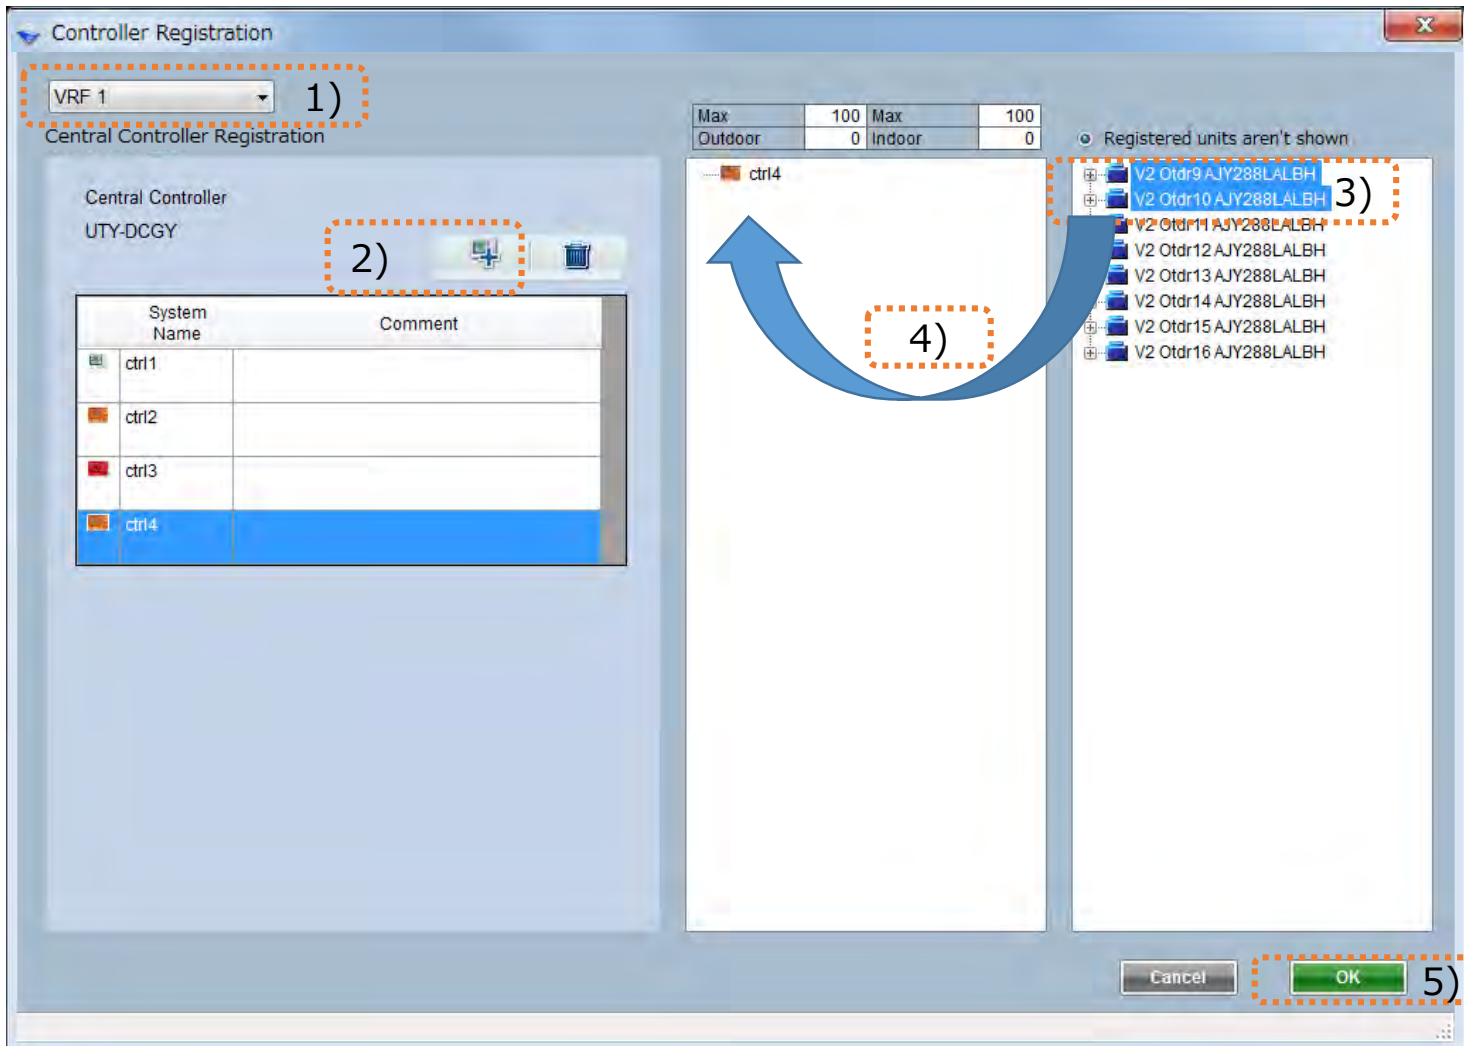 Controller Registration
VRF 1
1)
Central Controller Registration
Central Controller
UTY-DCGY
2)
System Name Comment
ctrl1
ctrl2
ctrl3
ctrl4
Max 100 Max 100
Outdoor 0 Indoor 0
ctrl4
4)
Registered units aren't shown
V2 Otdr9 AJY288LALBH
V2 Otdr10 AJY288LALBH
3)
V2 Otdr11 AJY288LALBH
V2 Otdr12 AJY288LALBH
V2 Otdr13 AJY288LALBH
V2 Otdr14 AJY288LALBH
V2 Otdr15 AJY288LALBH
V2 Otdr16 AJY288LALBH
Cancel
OK
5)